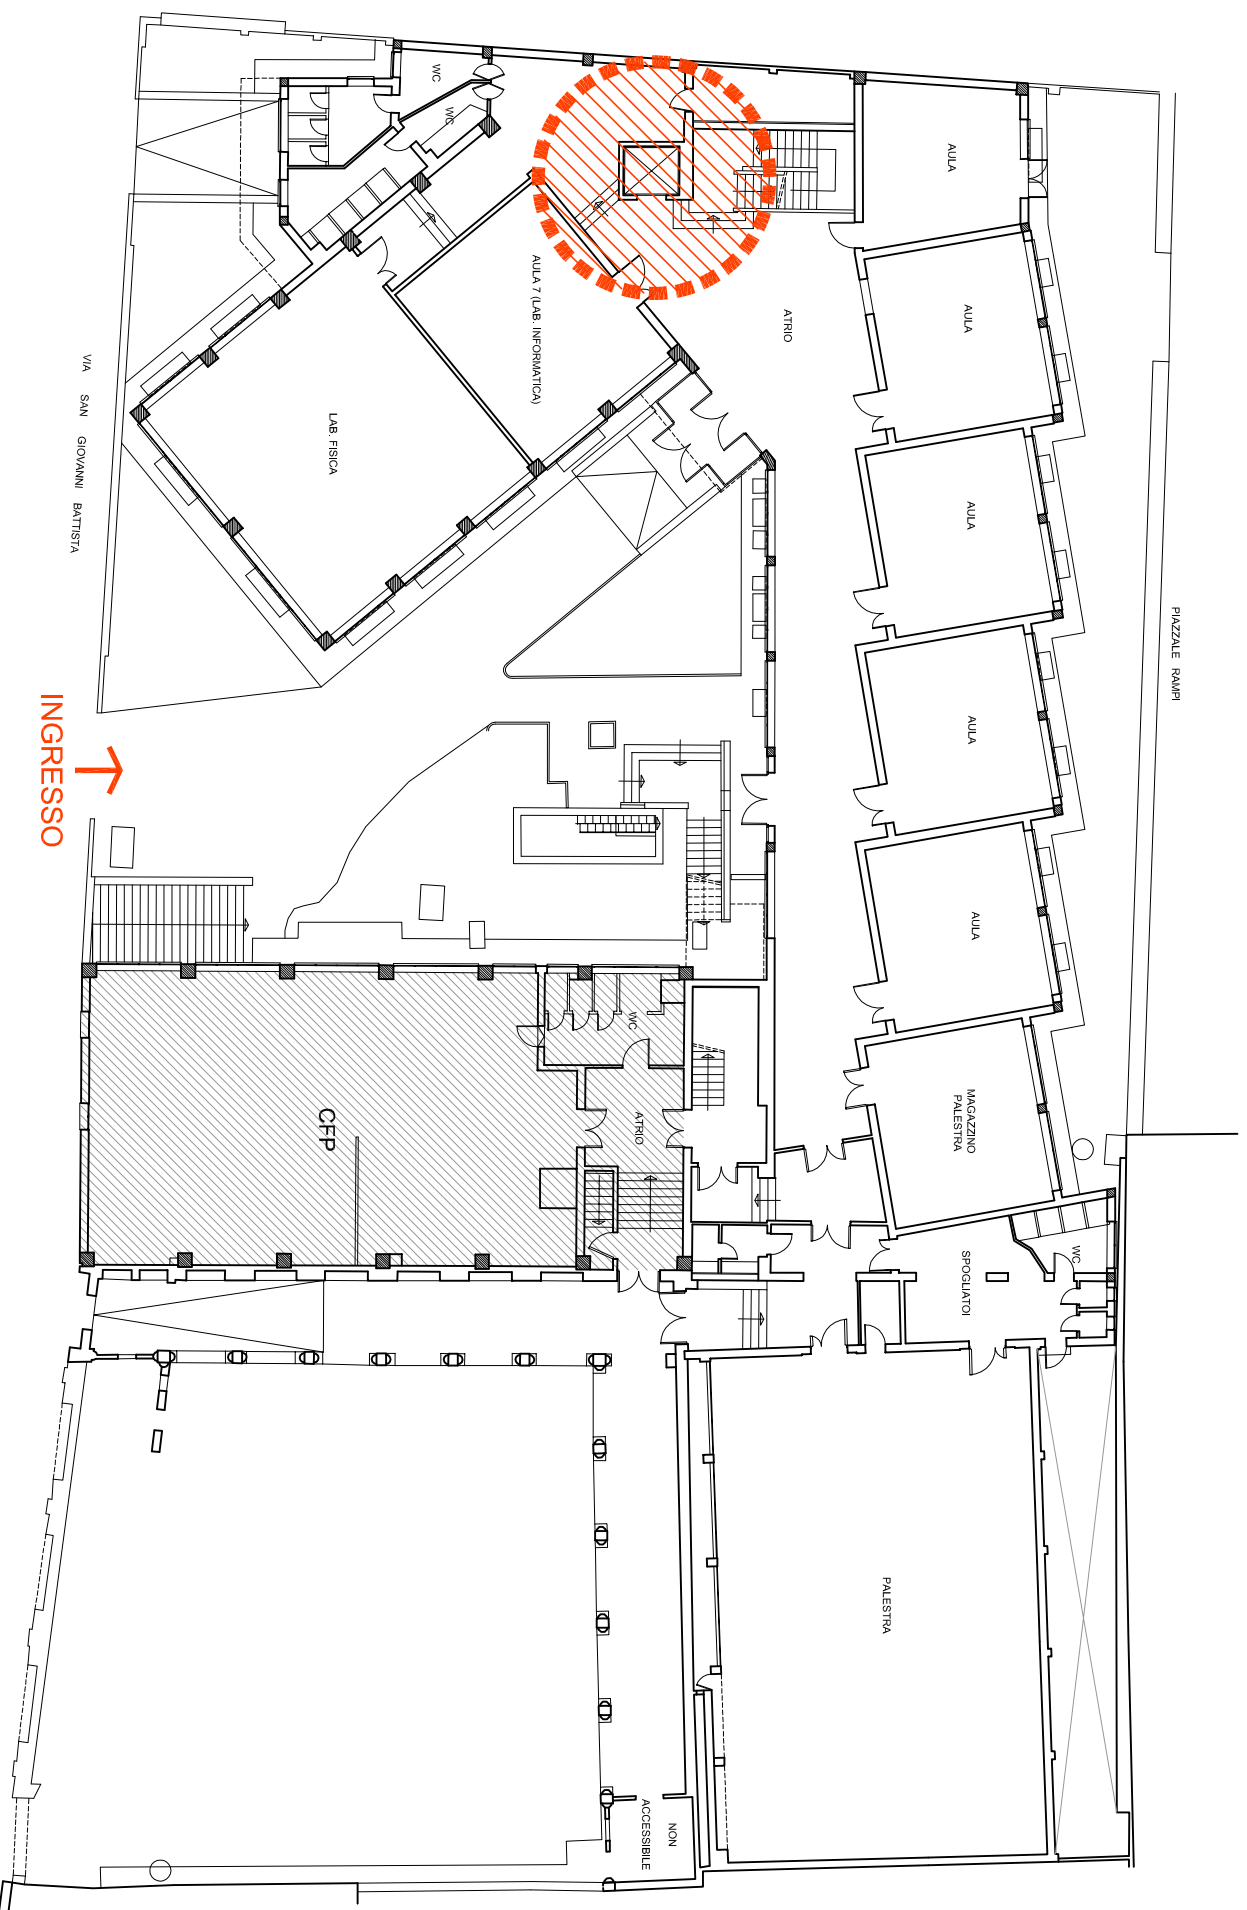 WC
WC
AULA
AULA
ATRIO
AULA 7 (LAB. INFORMATICA)
LAB. FISICA
VIA SAN GIOVANNI BATTISTA
AULA
PIAZZALE RAMPI
AULA
INGRESSO
AULA
WC
CFP
ATRIO
MAGAZZINO
PALESTRA
WC
SPOGLIATOI
PALESTRA
NON
ACCESSIBILE